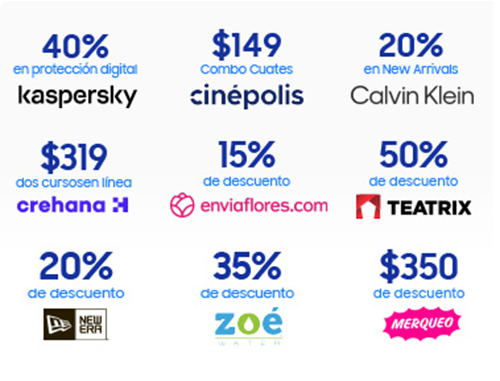 40%
en protección digital
kaspersky
$149
Combo Cuates
cinépolis
20%
en New Arrivals
Calvin Klein
$319
dos cursosen línea
crehana
15%
de descuento
enviaflores.com
50%
de descuento
TEATRIX
20%
de descuento
NEW
ERA
35%
de descuento
zoé
WATER
$350
de descuento
MERQUEO